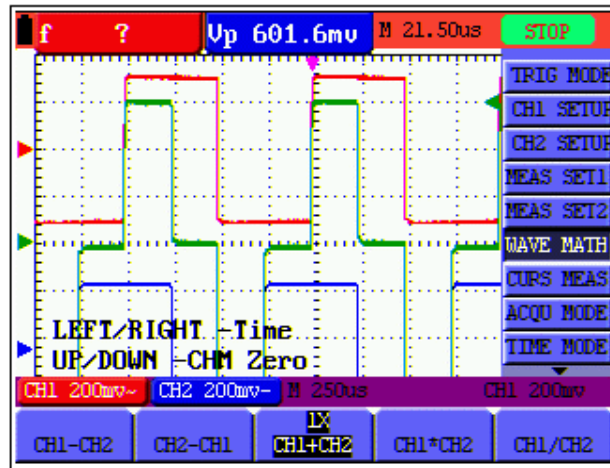 f ? Vp 601.6mv M 21.50us STOP
TRIG MODE
CH1 SETUP
CH2 SETUP
MEAS SET1
MEAS SET2
WAVE MATH
CURS MEAS
ACQU MODE
TIME MODE
LEFT/RIGHT -Time
UP/DOWN -CHM Zero
CH1 200mv~ CH2 200mv- M 250us CH1 200mv
1X
CH1-CH2 CH2-CH1 CH1+CH2 CH1*CH2 CH1/CH2